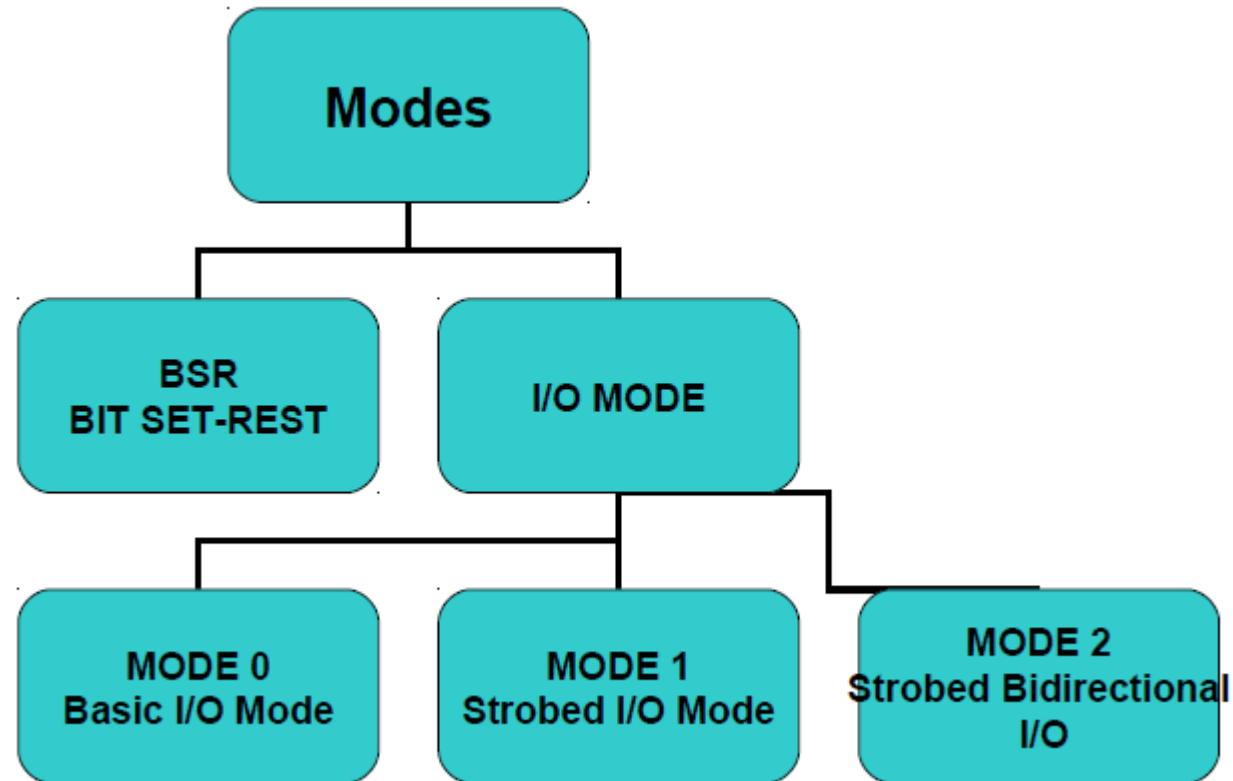 Modes
BSR
BIT SET-REST
I/O MODE
MODE 0
Basic I/O Mode
MODE 1
Strobed I/O Mode
MODE 2
Strobed Bidirectional
I/O